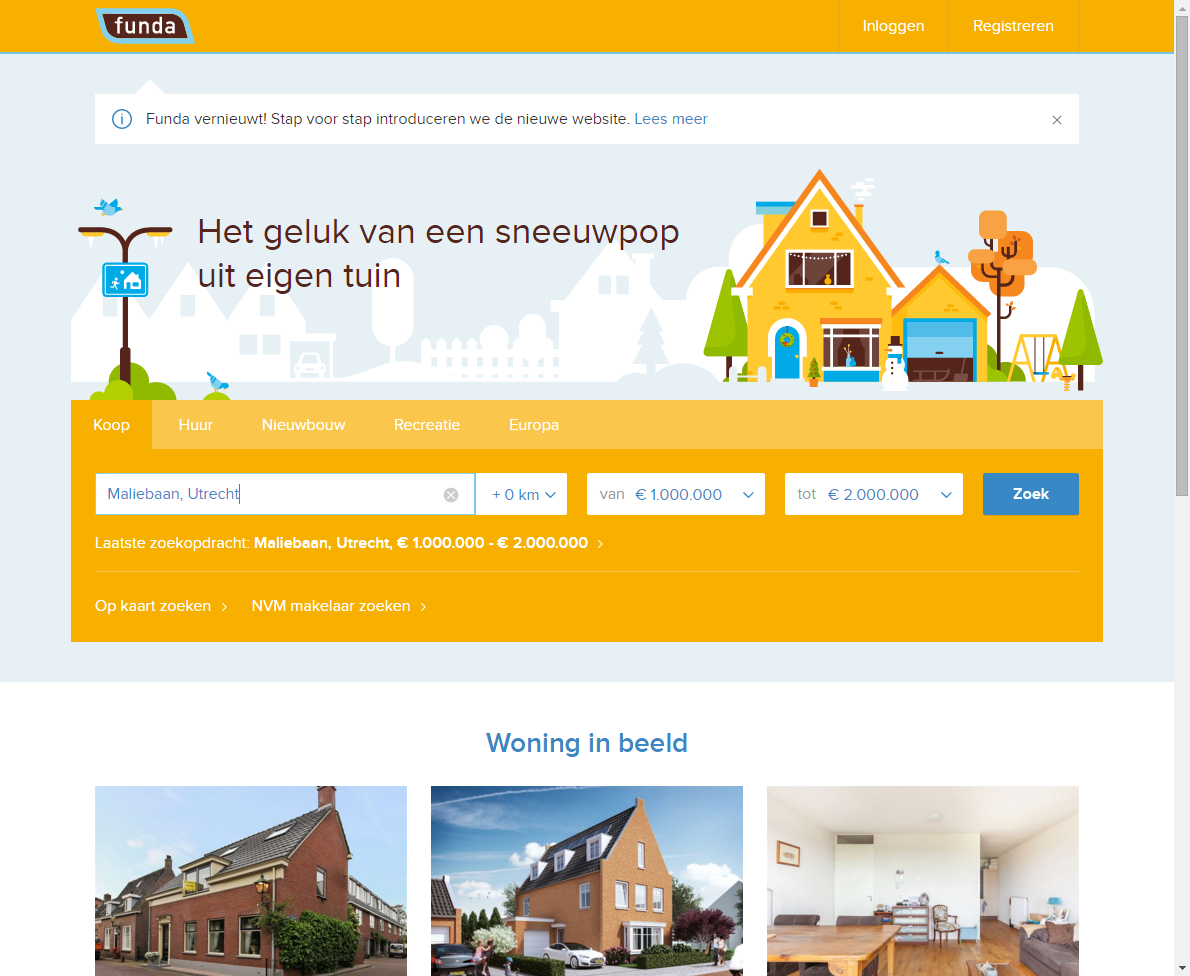 funda
Inloggen
Registreren
Funda vernieuwt! Stap voor stap introduceren we de nieuwe website. Lees meer
Het geluk van een sneeuwpop
uit eigen tuin
Koop
Huur
Nieuwbouw
Recreatie
Europa
Maliebaan, Utrecht
+ 0 km
van € 1.000.000
tot € 2.000.000
Zoek
Laatste zoekopdracht: Maliebaan, Utrecht, € 1.000.000 - € 2.000.000
Op kaart zoeken
NVM makelaar zoeken
Woning in beeld